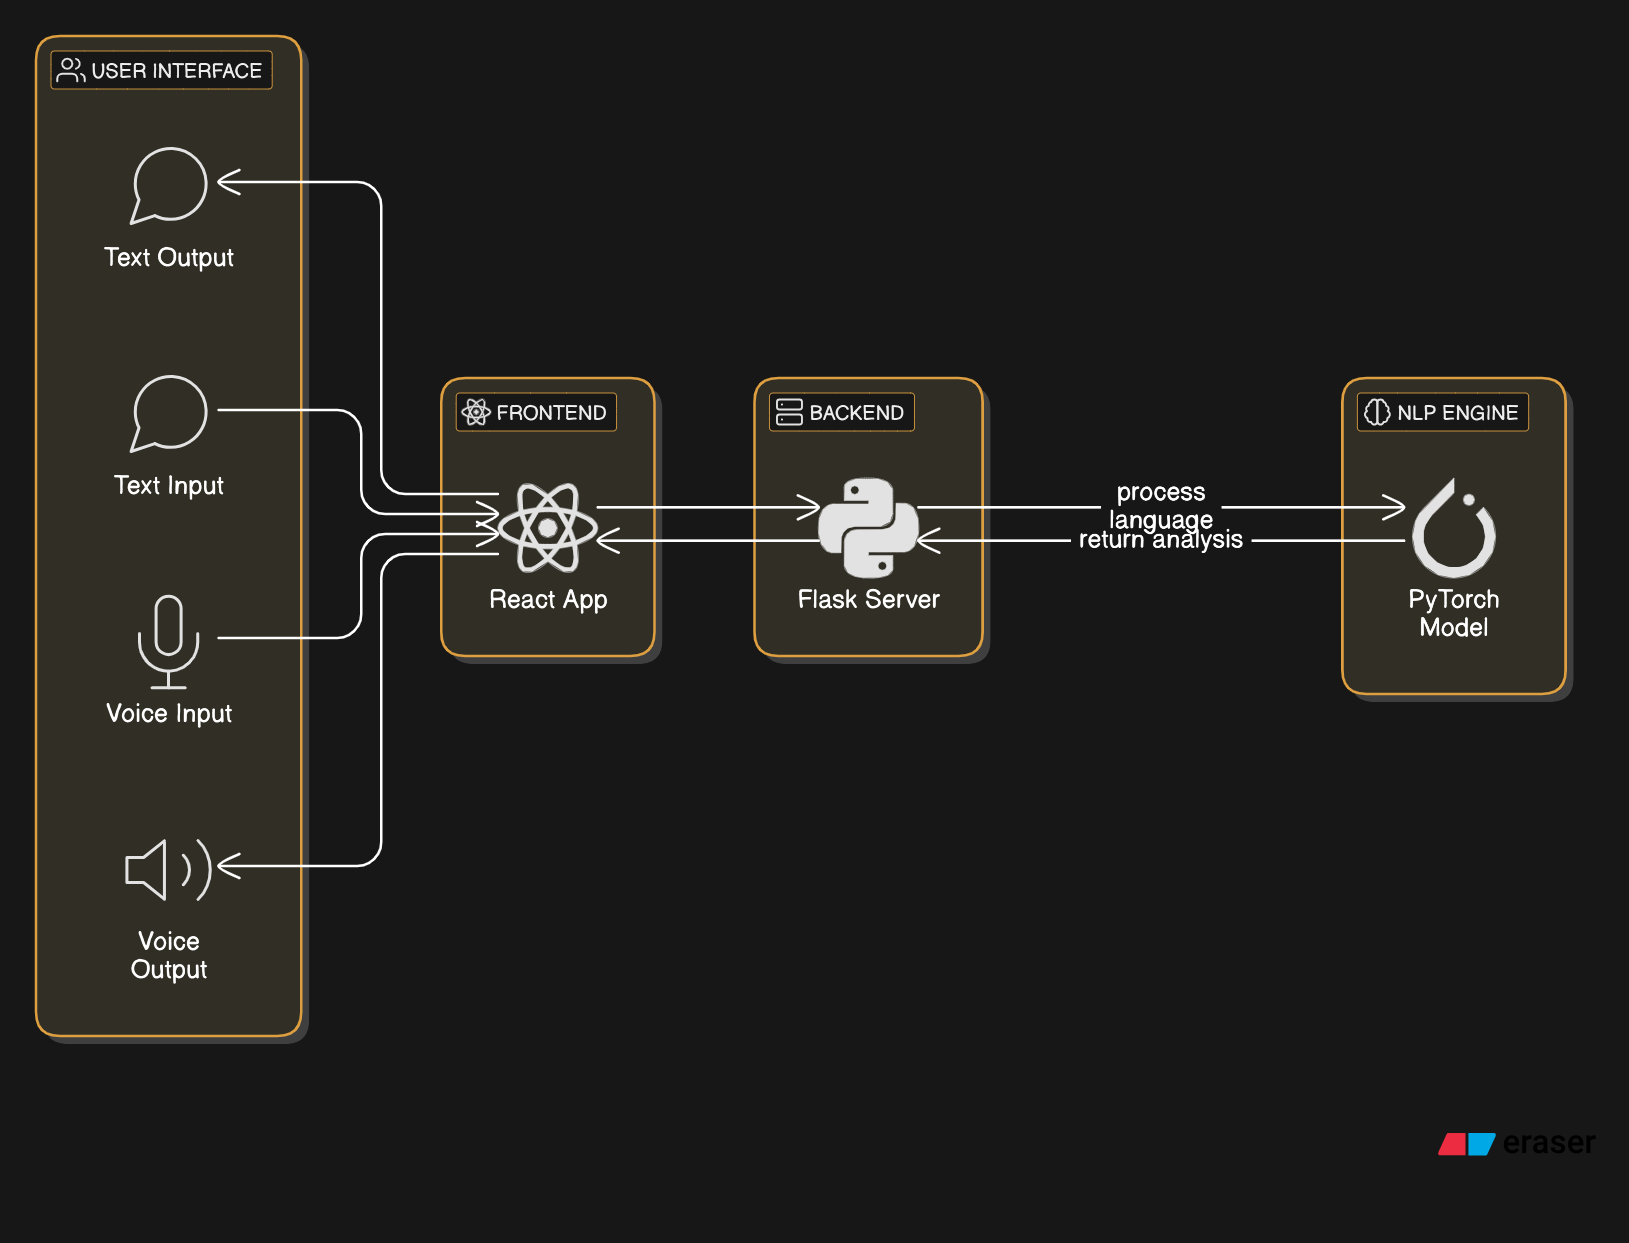 USER INTERFACE
Text Output
Text Input
Voice Input
Voice
Output
FRONTEND
React App
BACKEND
Flask Server
process
language
return analysis
NLP ENGINE
PyTorch
Model
eraser